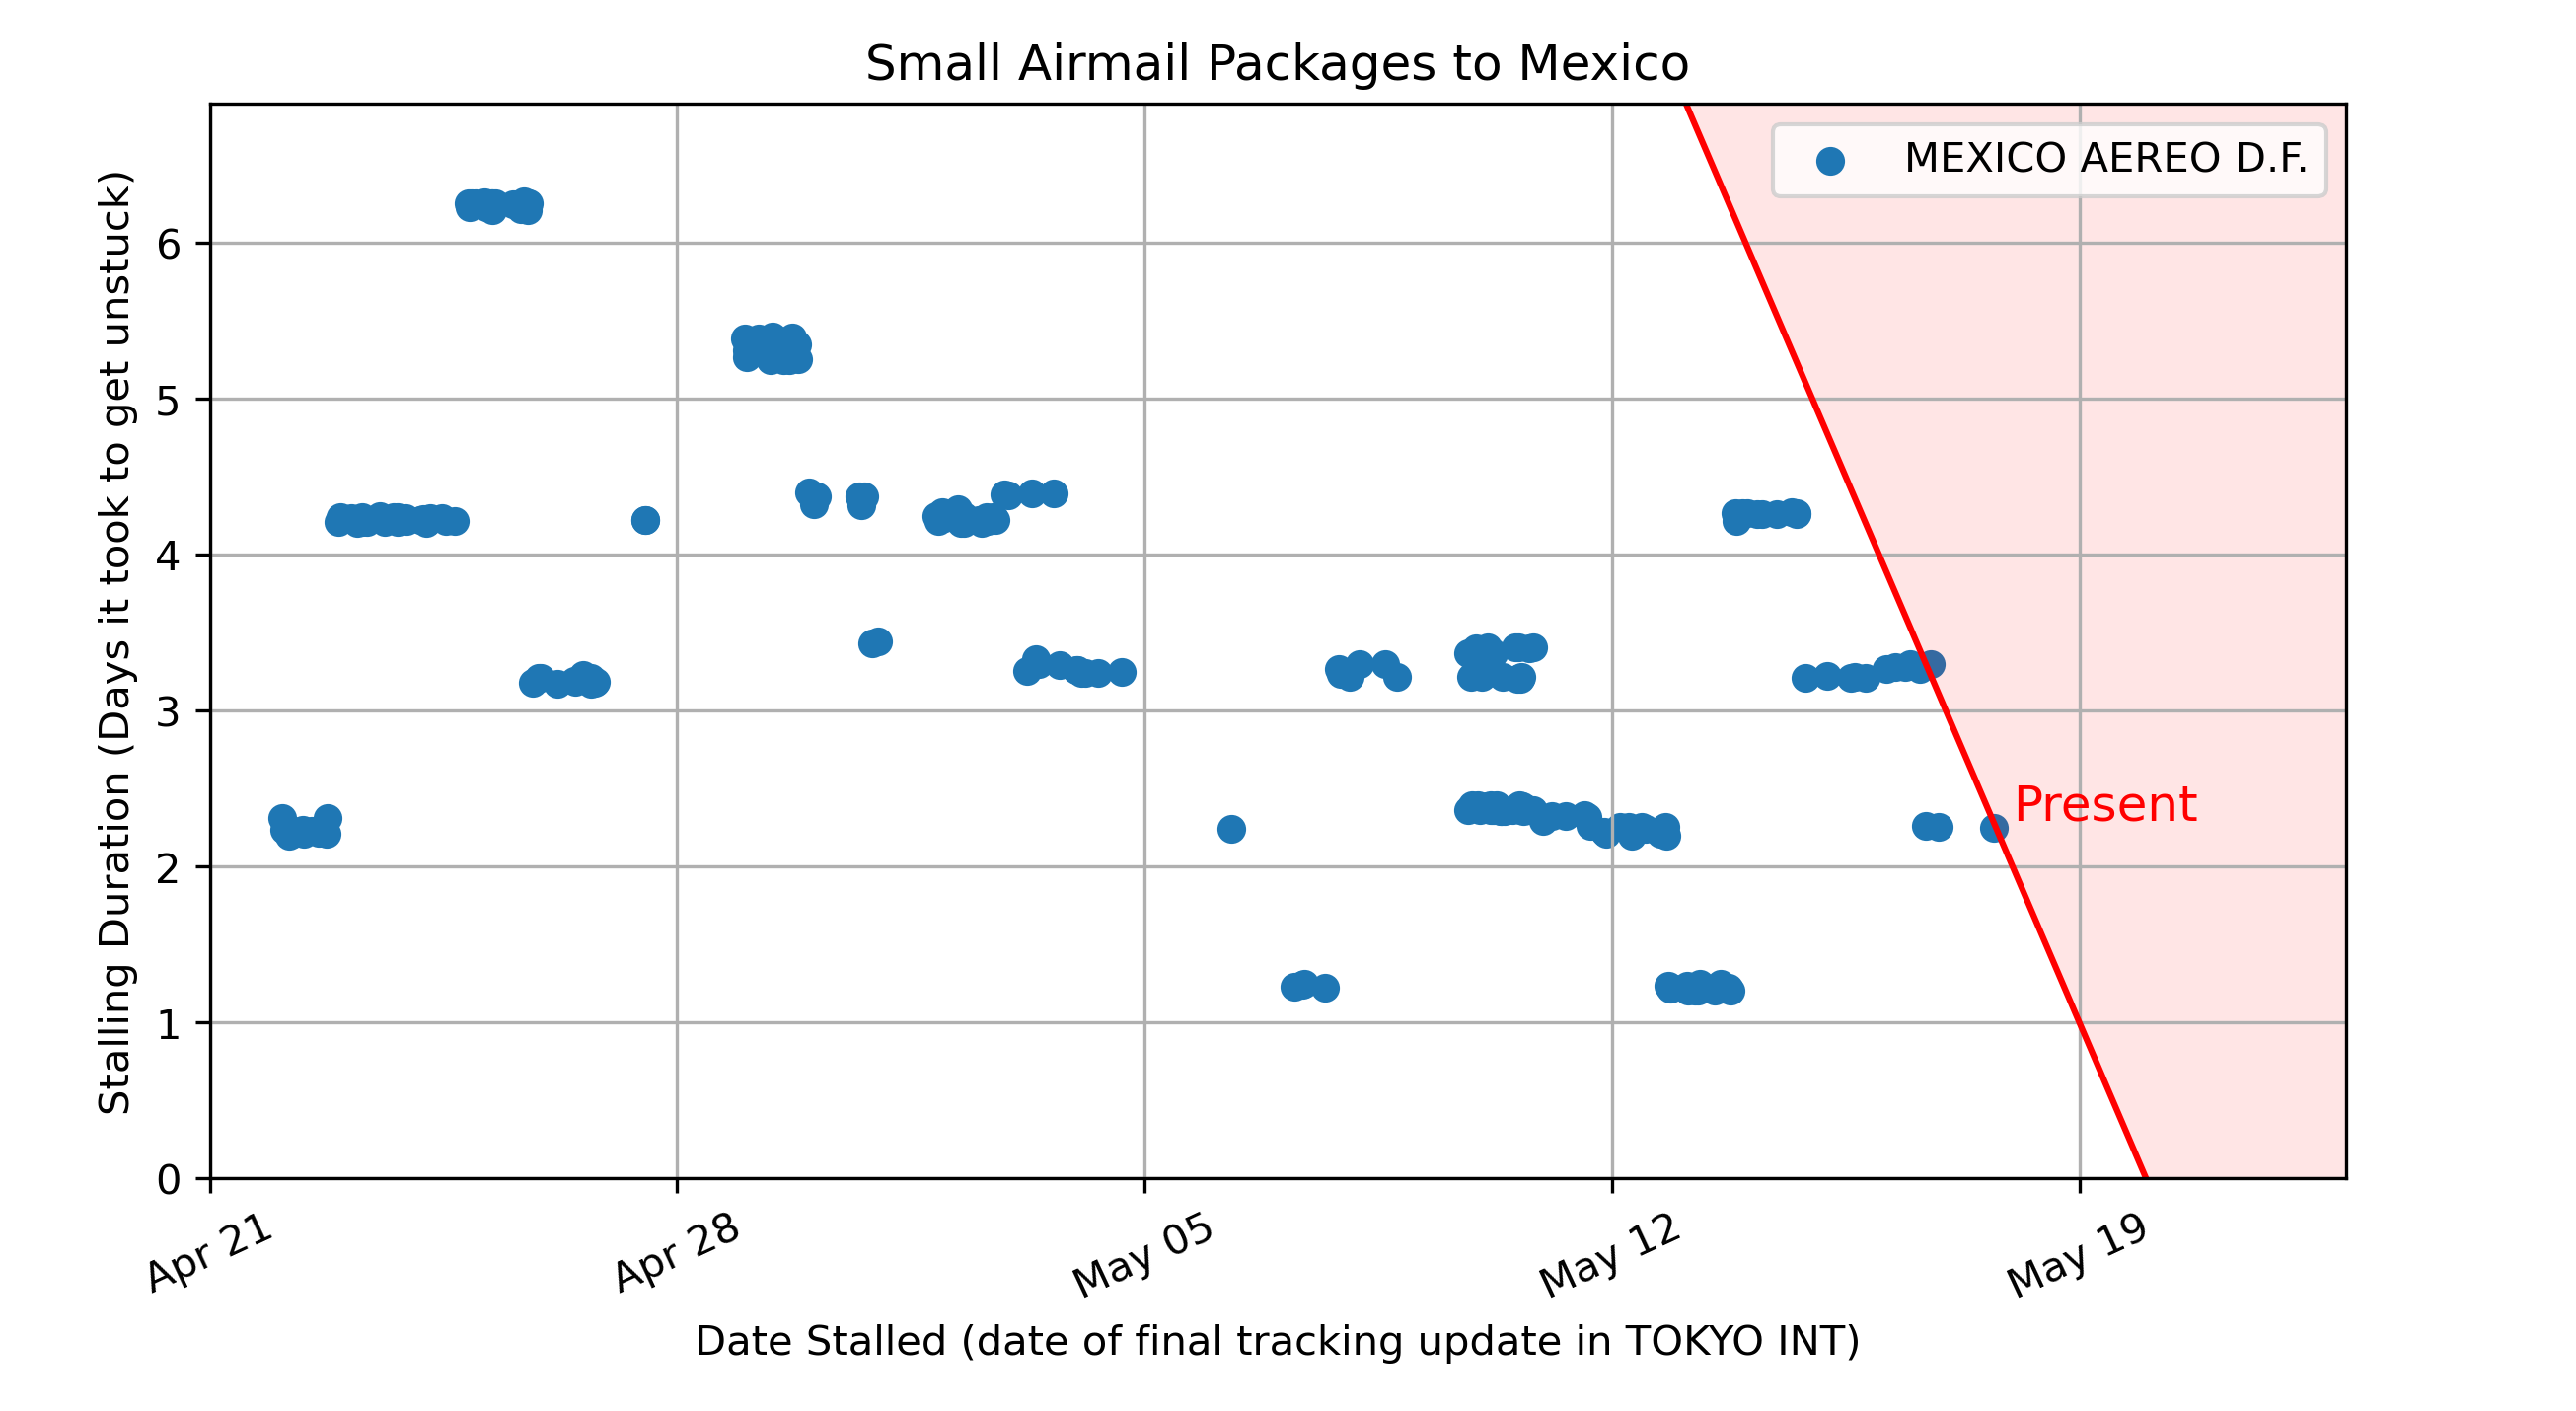 Small Airmail Packages to Mexico
MEXICO AEREO D.F.
Stalling Duration (Days it took to get unstuck)
6
5
4
3
2
1
0
Present
Apr 21
Apr 28
May 05
May 12
May 19
Date Stalled (date of final tracking update in TOKYO INT)